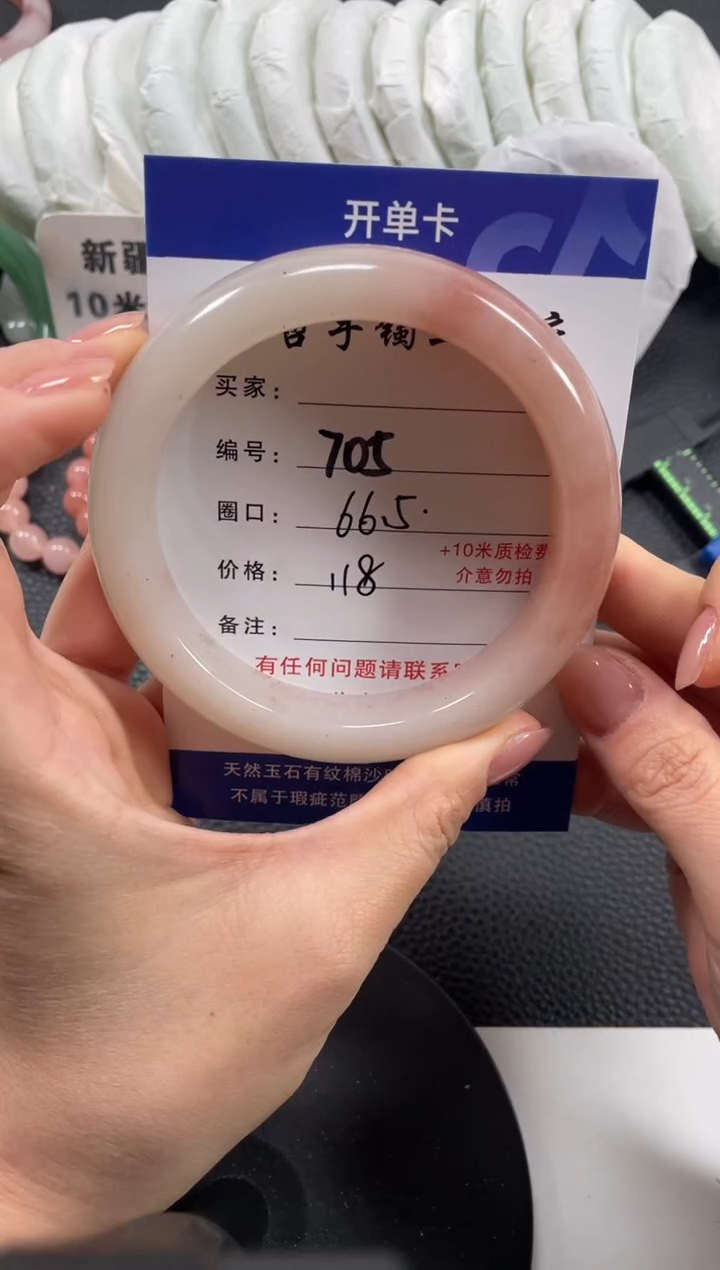 开单卡
新疆
10米
手镯
买家：
编号： 705
圈口： 66.5.
价格： 118
+10米质检费
介意勿拍
备注：
有任何问题请联系
天然玉石有纹棉沙
不属于瑕疵范 慎拍